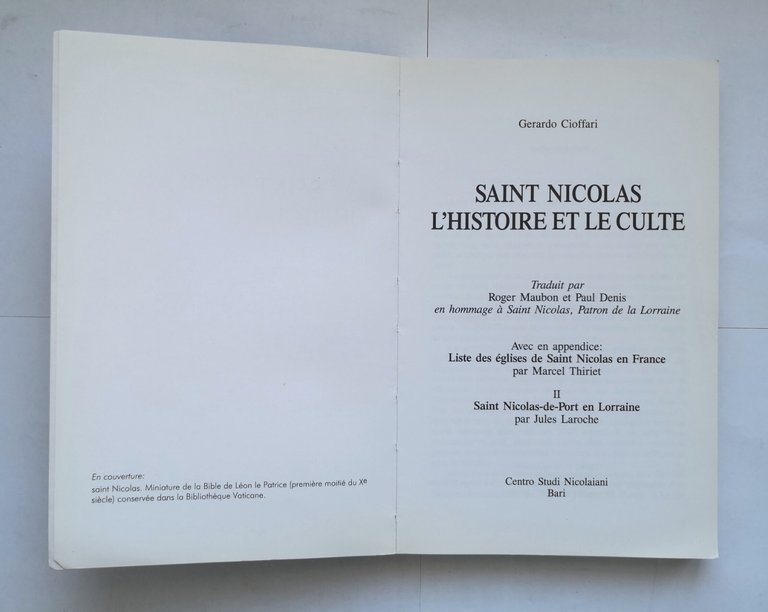 En couverture:
saint Nicolas. Miniature de la Bible de Léon le Patrice (première moitié du Xe
siècle) conservée dans la Bibliothèque Vaticane.
Gerardo Cioffari
SAINT NICOLAS
L'HISTOIRE ET LE CULTE
Traduit par
Roger Maubon et Paul Denis
en hommage à Saint Nicolas, Patron de la Lorraine
Avec en appendice:
Liste des églises de Saint Nicolas en France
par Marcel Thiriet
II
Saint Nicolas-de-Port en Lorraine
par Jules Laroche
Centro Studi Nicolaiani
Bari